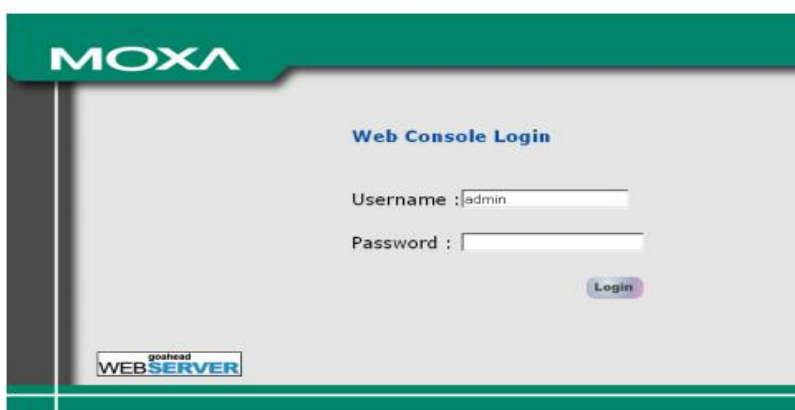 MOXA
Web Console Login
Username : admin
Password :
Login
goahead
WEBSERVER